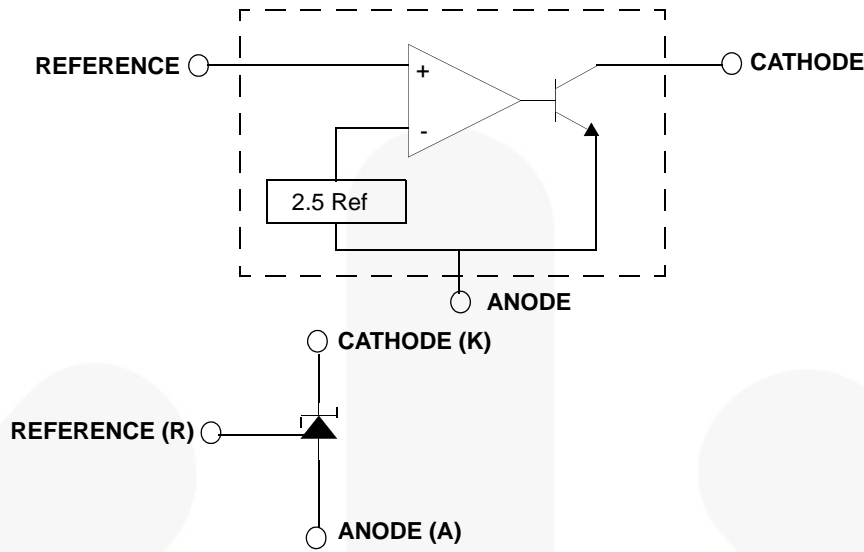 REFERENCE
CATHODE
+
-
2.5 Ref
ANODE
CATHODE (K)
REFERENCE (R)
ANODE (A)